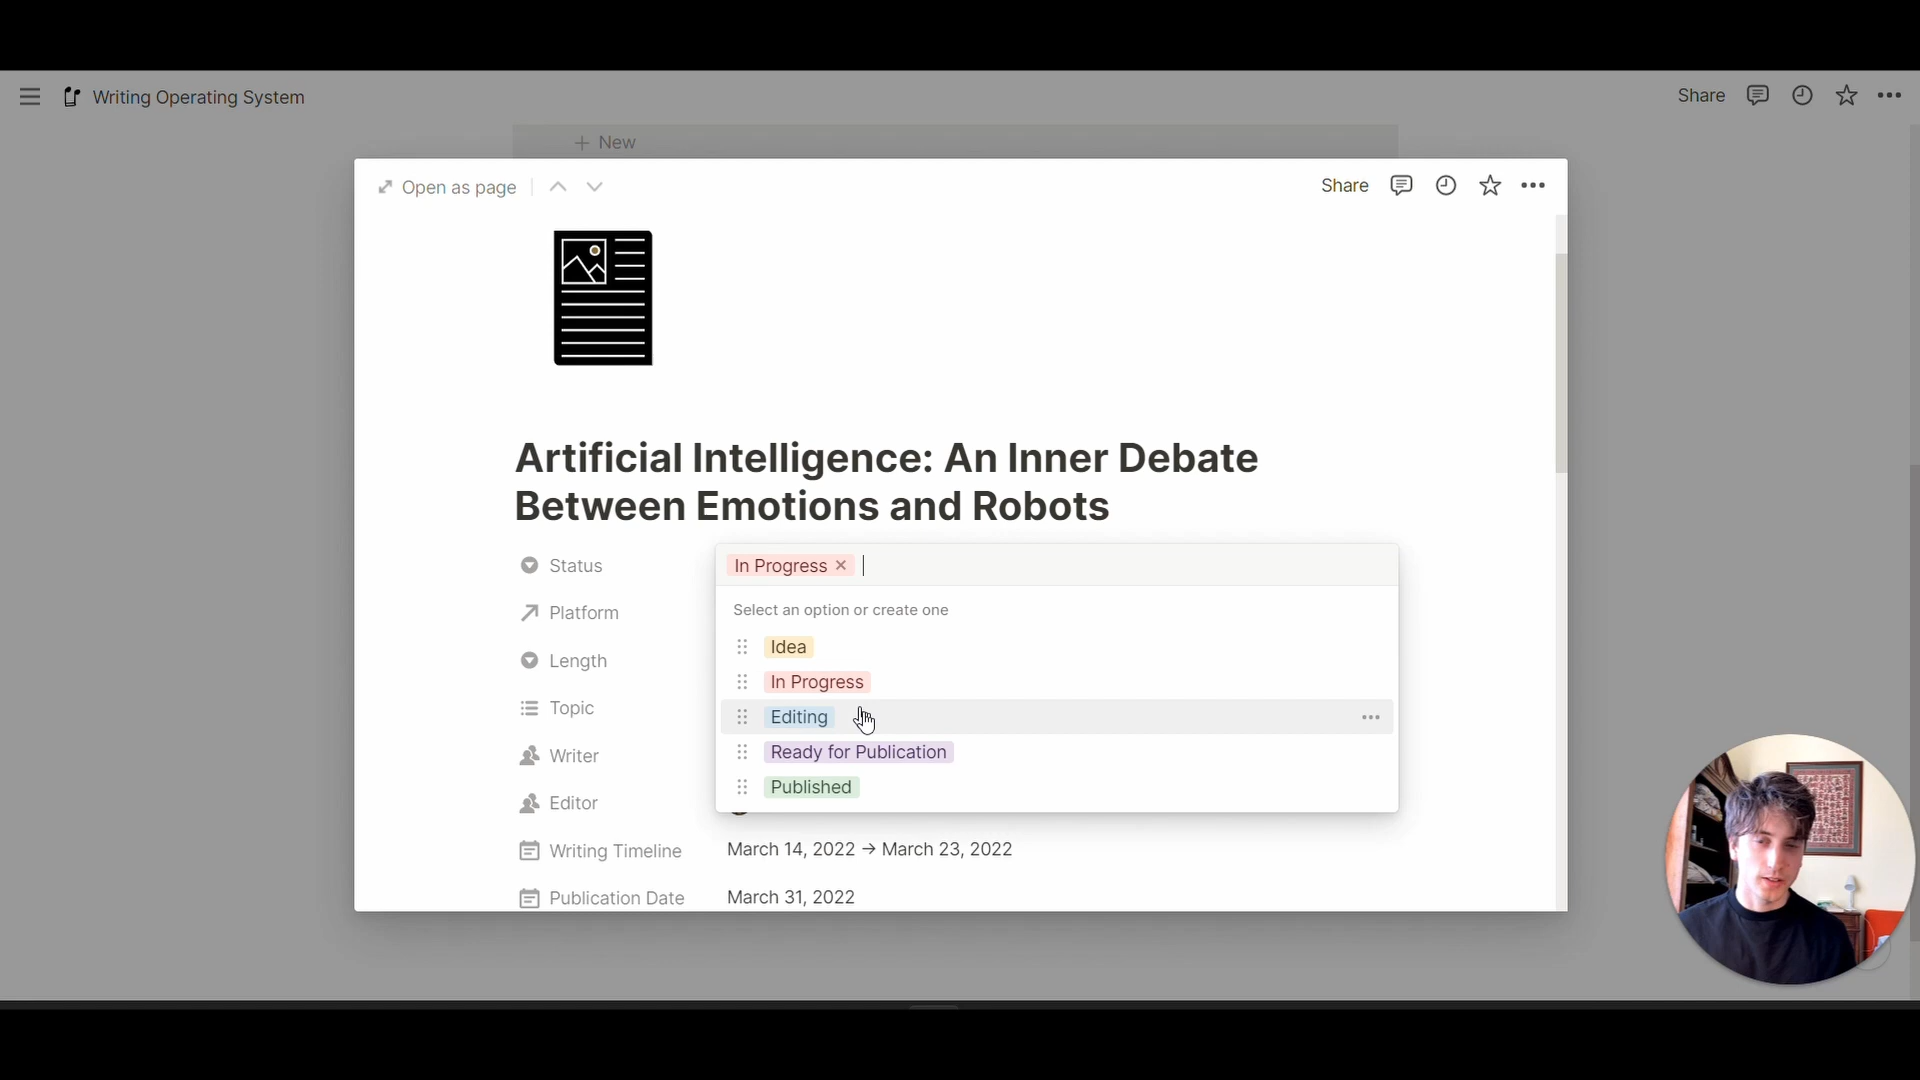 Writing Operating System
Share
+ New
Open as page
Share
Artificial Intelligence: An Inner Debate
Between Emotions and Robots
Status
In Progress ×
Select an option or create one
Platform
Idea
Length
In Progress
Topic
Editing
Writer
Ready for Publication
Editor
Published
Writing Timeline
March 14, 2022 → March 23, 2022
Publication Date
March 31, 2022